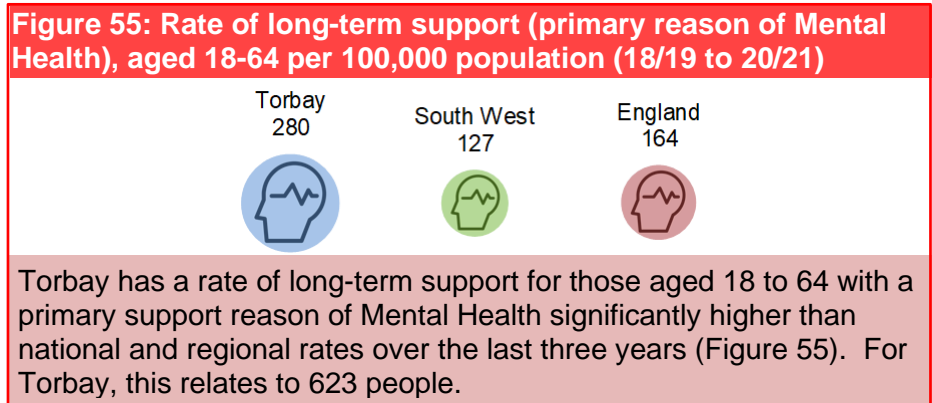 Figure 55: Rate of long-term support (primary reason of Mental
Health), aged 18-64 per 100,000 population (18/19 to 20/21)
Torbay
280
South West
127
England
164
Torbay has a rate of long-term support for those aged 18 to 64 with a
primary support reason of Mental Health significantly higher than
national and regional rates over the last three years (Figure 55).  For
Torbay, this relates to 623 people.